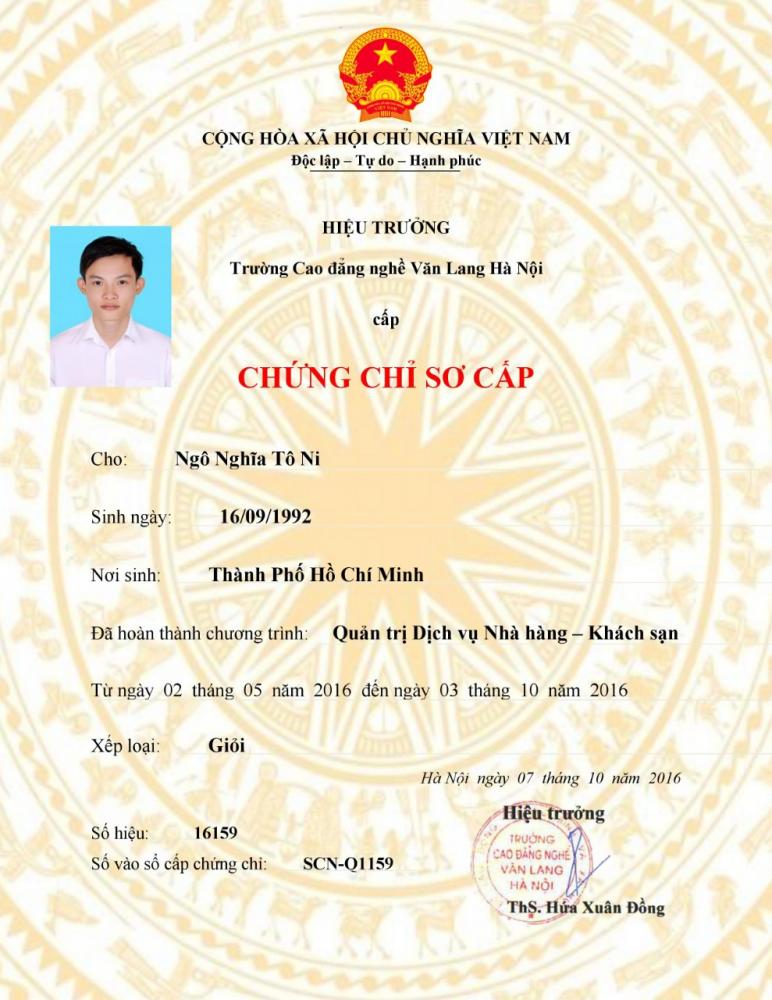 CỘNG HÒA XÃ HỘI CHỦ NGHĨA VIỆT NAM
Độc lập – Tự do – Hạnh phúc
HIỆU TRƯỞNG
Trường Cao đẳng nghề Văn Lang Hà Nội
cấp
CHỨNG CHỈ SƠ CẤP
Cho: Ngô Nghĩa Tô Ni
Sinh ngày: 16/09/1992
Nơi sinh: Thành Phố Hồ Chí Minh
Đã hoàn thành chương trình: Quản trị Dịch vụ Nhà hàng – Khách sạn
Từ ngày 02 tháng 05 năm 2016 đến ngày 03 tháng 10 năm 2016
Xếp loại: Giỏi
Hà Nội ngày 07 tháng 10 năm 2016
Hiệu trưởng
Số hiệu: 16159
Số vào sổ cấp chứng chỉ: SCN-Q1159
TRƯỜNG
CAO ĐẲNG NGHỀ
VĂN LANG
HÀ NỘI
ThS. Hứa Xuân Đồng